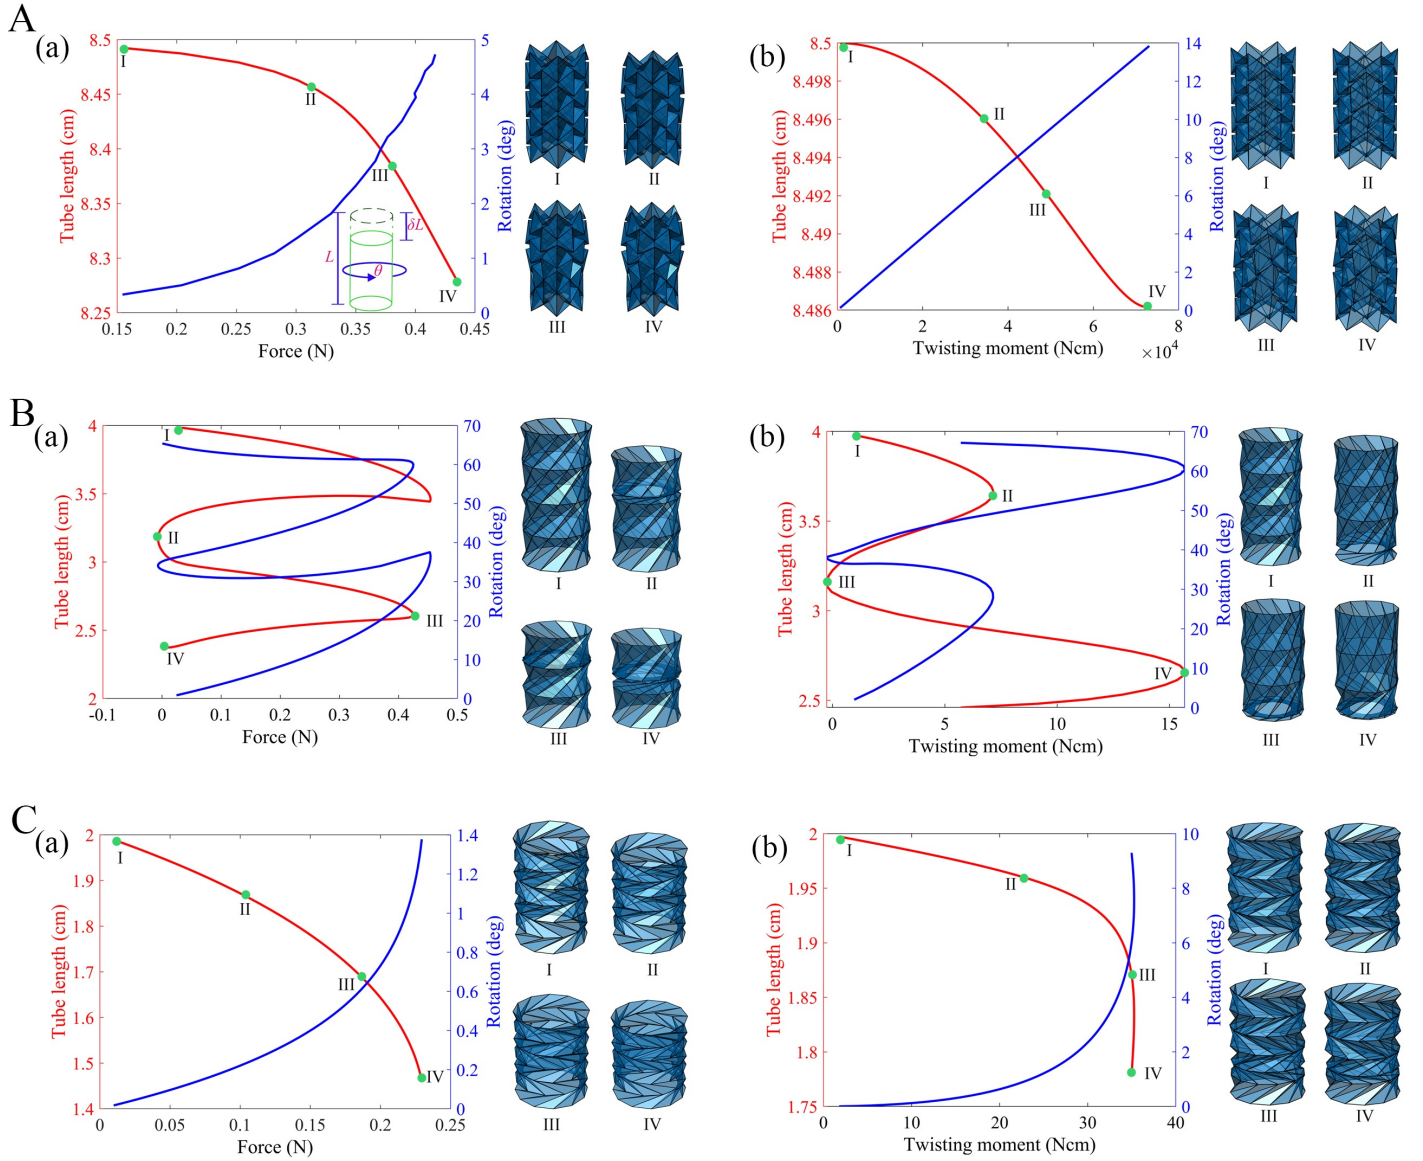 A
(a)
8.5
8.45
8.4
8.35
8.3
8.25
Tube length (cm)
0.15
0.2
0.25
0.3
0.35
0.4
0.45
Force (N)
5
4
3
2
1
0
Rotation (deg)
I
II
III
IV
L
δL
θ
I
II
III
IV
(b)
8.5
8.498
8.496
8.494
8.492
8.49
8.488
8.486
Tube length (cm)
0
2
4
6
8
Twisting moment (Ncm)
×10⁴
14
12
10
8
6
4
2
0
Rotation (deg)
I
II
III
IV
I
II
III
IV
B
(a)
4
3.5
3
2.5
2
Tube length (cm)
-0.1
0
0.1
0.2
0.3
0.4
0.5
Force (N)
70
60
50
40
30
20
10
0
Rotation (deg)
I
II
III
IV
I
II
III
IV
(b)
4
3.5
3
2.5
Tube length (cm)
0
5
10
15
Twisting moment (Ncm)
70
60
50
40
30
20
10
0
Rotation (deg)
I
II
III
IV
I
II
III
IV
C
(a)
2
1.9
1.8
1.7
1.6
1.5
1.4
Tube length (cm)
0
0.05
0.1
0.15
0.2
0.25
Force (N)
1.4
1.2
1
0.8
0.6
0.4
0.2
0
Rotation (deg)
I
II
III
IV
I
II
III
IV
(b)
2
1.95
1.9
1.85
1.8
1.75
Tube length (cm)
0
10
20
30
40
Twisting moment (Ncm)
10
8
6
4
2
0
Rotation (deg)
I
II
III
IV
I
II
III
IV